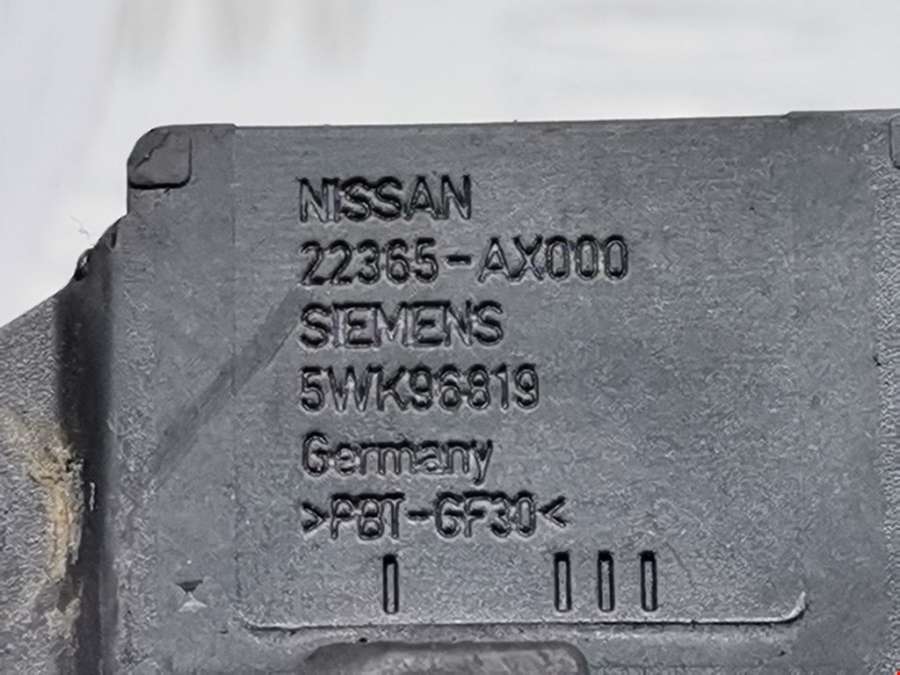 NISSAN
22365-AX000
SIEMENS
5WK96819
Germany
>PBT-GF30<